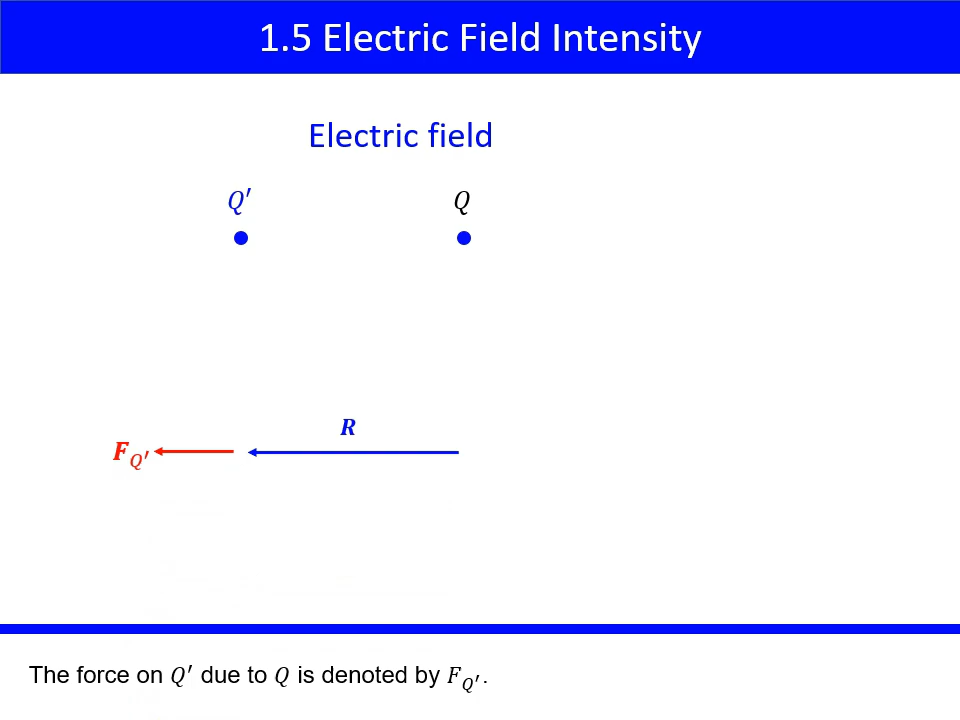 1.5 Electric Field Intensity
Electric field
Q′ Q
R
F_Q′
The force on Q′ due to Q is denoted by F_Q′.